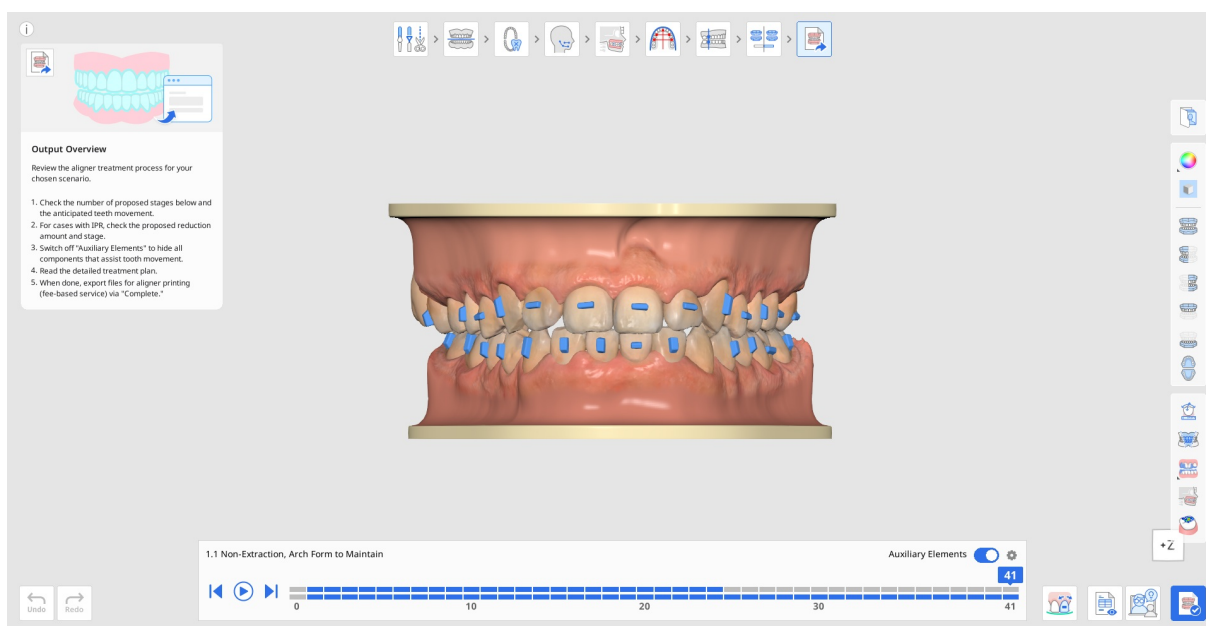 Output Overview
Review the aligner treatment process for your
chosen scenario.
1. Check the number of proposed stages below and
the anticipated teeth movement.
2. For cases with IPR, check the proposed reduction
amount and stage.
3. Switch off "Auxiliary Elements" to hide all
components that assist tooth movement.
4. Read the detailed treatment plan.
5. When done, export files for aligner printing
(fee-based service) via "Complete."
+Z
1.1 Non-Extraction, Arch Form to Maintain
Auxiliary Elements
41
0 10 20 30 41
Undo Redo